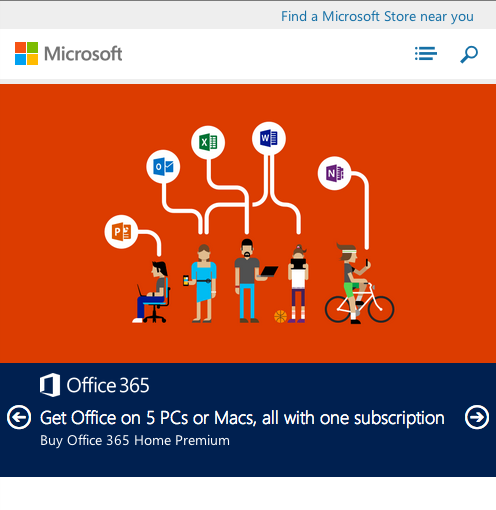 Find a Microsoft Store near you
Microsoft
X
W
O
N
P
Office 365
Get Office on 5 PCs or Macs, all with one subscription
Buy Office 365 Home Premium